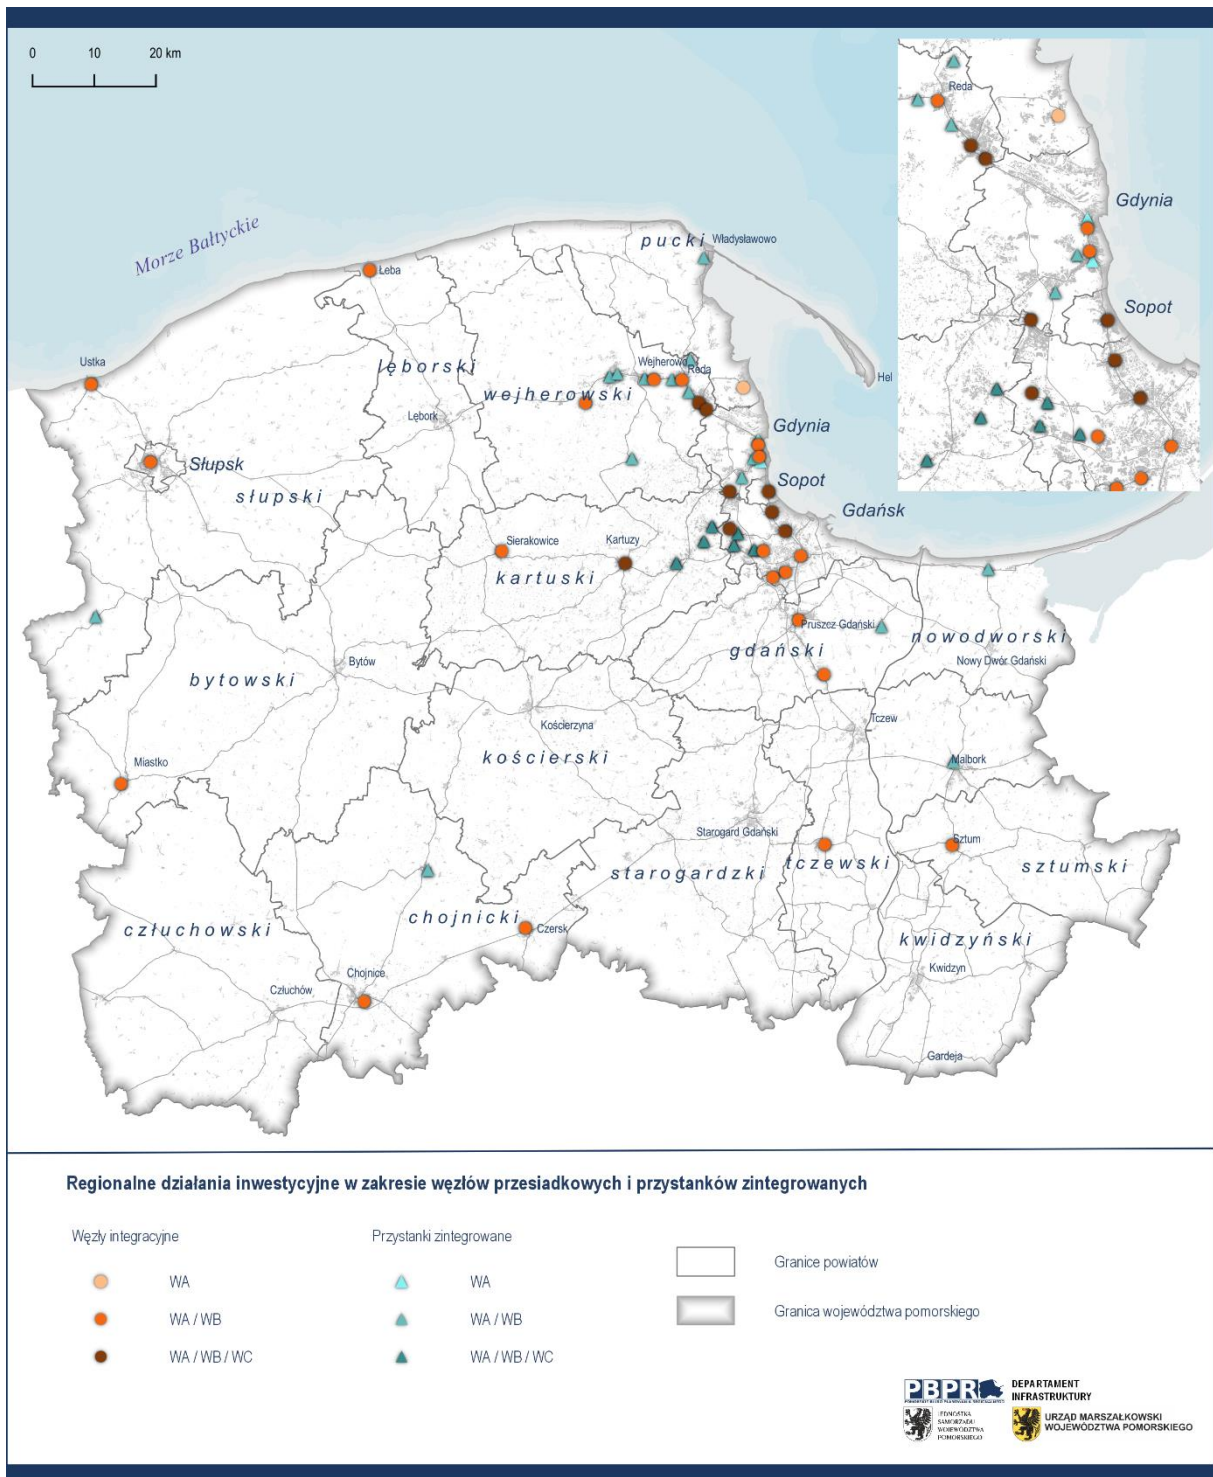 0 10 20 km
Reda
Gdynia
Sopot
Morze Bałtyckie
pucki
Władysławowo
Łeba
Hel
Ustka
lęborski
Wejherowo
Reda
wejherowski
Lębork
Gdynia
Słupsk
Sopot
słupski
Gdańsk
Sierakowice
Kartuzy
kartuski
Pruszcz Gdański
nowodworski
gdański
Nowy Dwór Gdański
Bytów
bytowski
Kościerzyna
Tczew
kościerski
Miastko
Malbork
Starogard Gdański
Sztum
tczewski
sztumski
starogardzki
chojnicki
człuchowski
Czersk
kwidzyński
Chojnice
Kwidzyn
Człuchów
Gardeja
Regionalne działania inwestycyjne w zakresie węzłów przesiadkowych i przystanków zintegrowanych
Węzły integracyjne
WA
WA / WB
WA / WB / WC
Przystanki zintegrowane
WA
WA / WB
WA / WB / WC
Granice powiatów
Granica województwa pomorskiego
PBPR
DEPARTAMENT
INFRASTRUKTURY
JEDNOSTKA
SAMORZĄDU
WOJEWÓDZTWA
POMORSKIEGO
URZĄD MARSZAŁKOWSKI
WOJEWÓDZTWA POMORSKIEGO